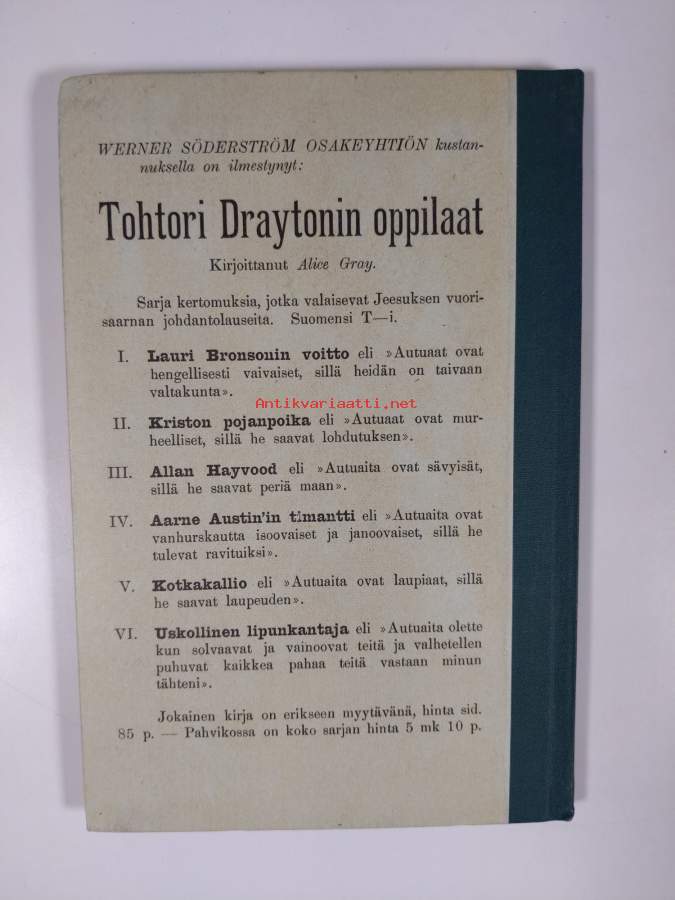 WERNER SÖDERSTRÖM OSAKEYHTIÖN kustan-
nuksella on ilmestynyt:
Tohtori Draytonin oppilaat
Kirjoittanut Alice Gray.
Sarja kertomuksia, jotka valaisevat Jeesuksen vuori-
saarnan johdantolauseita. Suomensi T—i.
I. Lauri Bronsonin voitto eli »Autuaat ovat
hengellisesti vaivaiset, sillä heidän on taivaan
valtakunta».
Antikvariaatti.net
II. Kriston pojanpoika eli »Autuaat ovat mur-
heelliset, sillä he saavat lohdutuksen».
III. Allan Hayvood eli »Autuaita ovat sävyisät,
sillä he saavat periä maan».
IV. Aarne Austin'in timantti eli »Autuaita ovat
vanhurskautta isoovaiset ja janoovaiset, sillä he
tulevat ravituiksi».
V. Kotkakallio eli »Autuaita ovat laupiaat, sillä
he saavat laupeuden».
VI. Uskollinen lipunkantaja eli »Autuaita olette
kun solvaavat ja vainoovat teitä ja valhetellen
puhuvat kaikkea pahaa teitä vastaan minun
tähteni».
Jokainen kirja on erikseen myytävänä, hinta sid.
85 p. — Pahvikossa on koko sarjan hinta 5 mk 10 p.